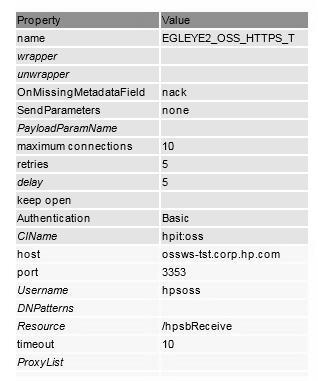 Property Value
name EGLEYE2_OSS_HTTPS_T
wrapper
unwrapper
OnMissingMetadataField nack
SendParameters none
PayloadParamName
maximum connections 10
retries 5
delay 5
keep open
Authentication Basic
CIName hpit:oss
host ossws-tst.corp.hp.com
port 3353
Username hpsoss
DNPatterns
Resource /hpsbReceive
timeout 10
ProxyList